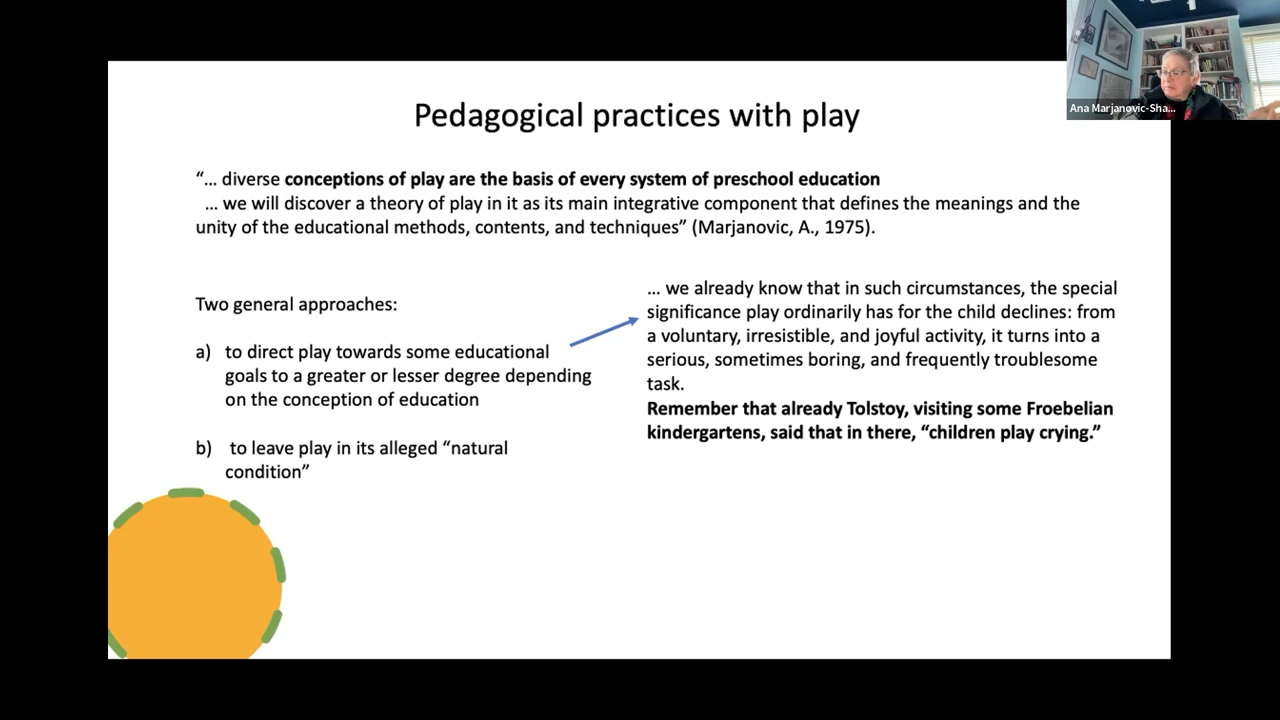 Ana Marjanovic-Sha...
Pedagogical practices with play
“... diverse conceptions of play are the basis of every system of preschool education
... we will discover a theory of play in it as its main integrative component that defines the meanings and the
unity of the educational methods, contents, and techniques” (Marjanovic, A., 1975).
Two general approaches:
a) to direct play towards some educational
goals to a greater or lesser degree depending
on the conception of education
b) to leave play in its alleged “natural
condition”
... we already know that in such circumstances, the special
significance play ordinarily has for the child declines: from
a voluntary, irresistible, and joyful activity, it turns into a
serious, sometimes boring, and frequently troublesome
task.
Remember that already Tolstoy, visiting some Froebelian
kindergartens, said that in there, “children play crying.”